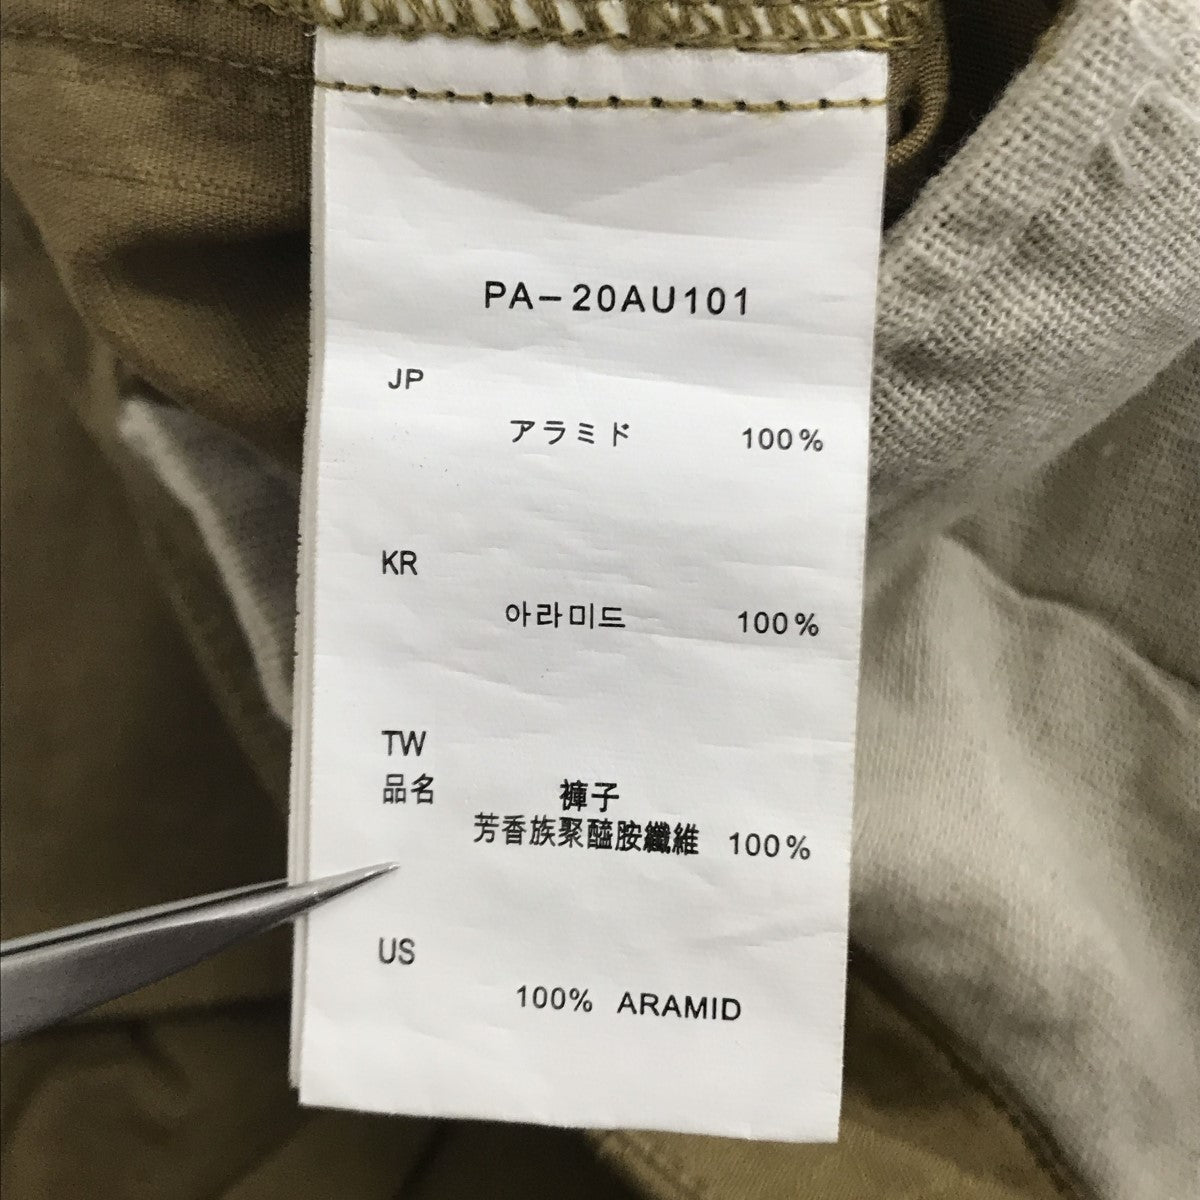 PA-20AU101
JP
アラミド 100%
KR
아라미드 100%
TW
品名 褲子
芳香族聚醯胺纖維 100%
US
100% ARAMID